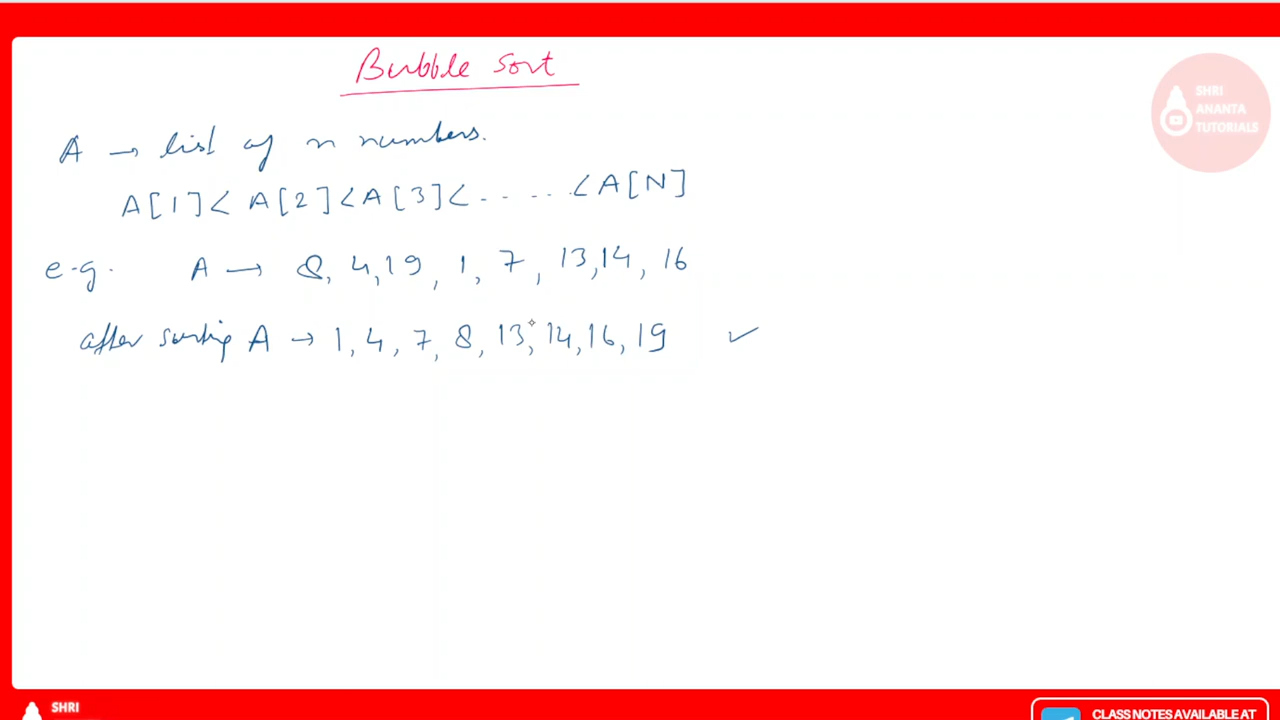 Bubble Sort
SHRI
ANANTA
TUTORIALS
A → list of n numbers.
A[1] < A[2] < A[3] < ..... < A[N]
e.g. A → 8, 4, 19, 1, 7, 13, 14, 16
after sorting A → 1, 4, 7, 8, 13, 14, 16, 19 ✓
SHRI
CLASS NOTES AVAILABLE AT